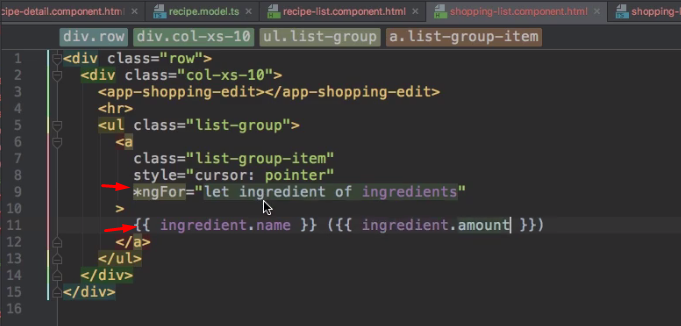 cipe-detail.component.html recipe.model.ts recipe-list.component.html shopping-list.component.html shopping-l
div.row div.col-xs-10 ul.list-group a.list-group-item
1 <div class="row">
2 <div class="col-xs-10">
3 <app-shopping-edit></app-shopping-edit>
4 <hr>
5 <ul class="list-group">
6 <a
7 class="list-group-item"
8 style="cursor: pointer"
9 *ngFor="let ingredient of ingredients"
10 >
11 {{ ingredient.name }} ({{ ingredient.amount }})
12 </a>
13 </ul>
14 </div>
15 </div>
16